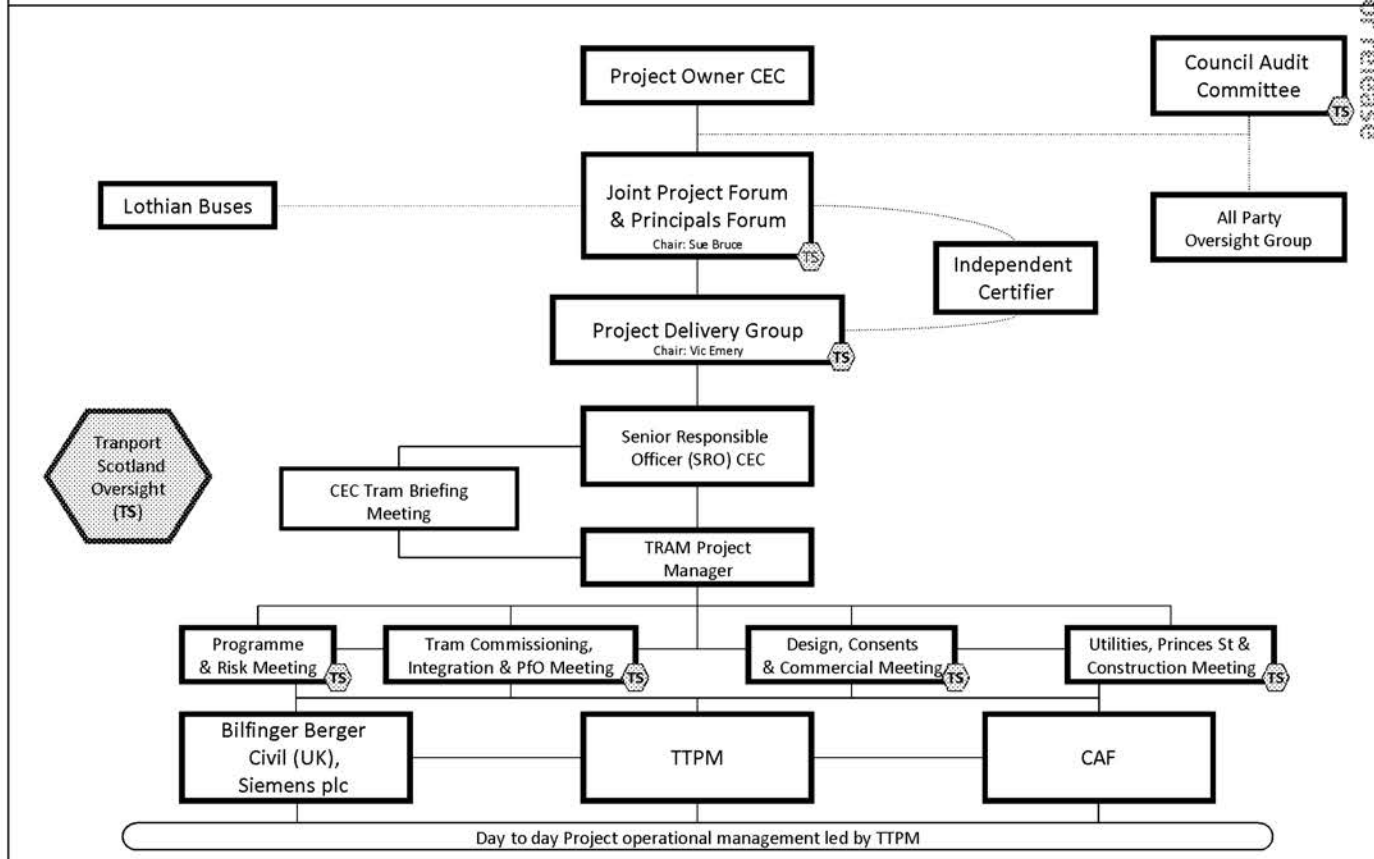 Project Owner CEC
Council Audit
Committee
TS
Lothian Buses
Joint Project Forum
& Principals Forum
Chair: Sue Bruce
TS
All Party
Oversight Group
Independent
Certifier
Project Delivery Group
Chair: Vic Emery
TS
Tranport
Scotland
Oversight
(TS)
Senior Responsible
Officer (SRO) CEC
CEC Tram Briefing
Meeting
TRAM Project
Manager
Programme
& Risk Meeting
TS
Tram Commissioning,
Integration & PfO Meeting
TS
Design, Consents
& Commercial Meeting
TS
Utilities, Princes St &
Construction Meeting
TS
Bilfinger Berger
Civil (UK),
Siemens plc
TTPM
CAF
Day to day Project operational management led by TTPM